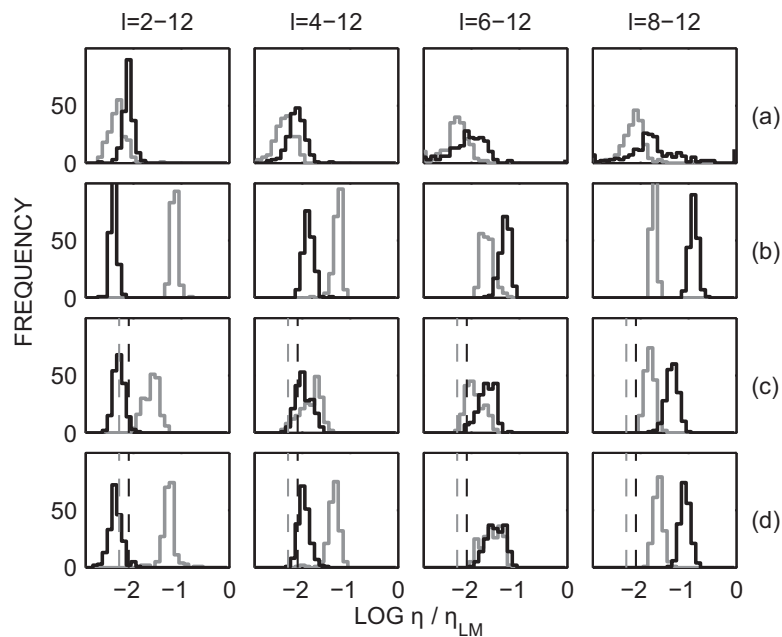 l=2−12 l=4−12 l=6−12 l=8−12
50
0
(a)
50
0
(b)
50
0
(c)
50
0
(d)
FREQUENCY
−2 −1 0 −2 −1 0 −2 −1 0 −2 −1 0
LOG η / η_LM